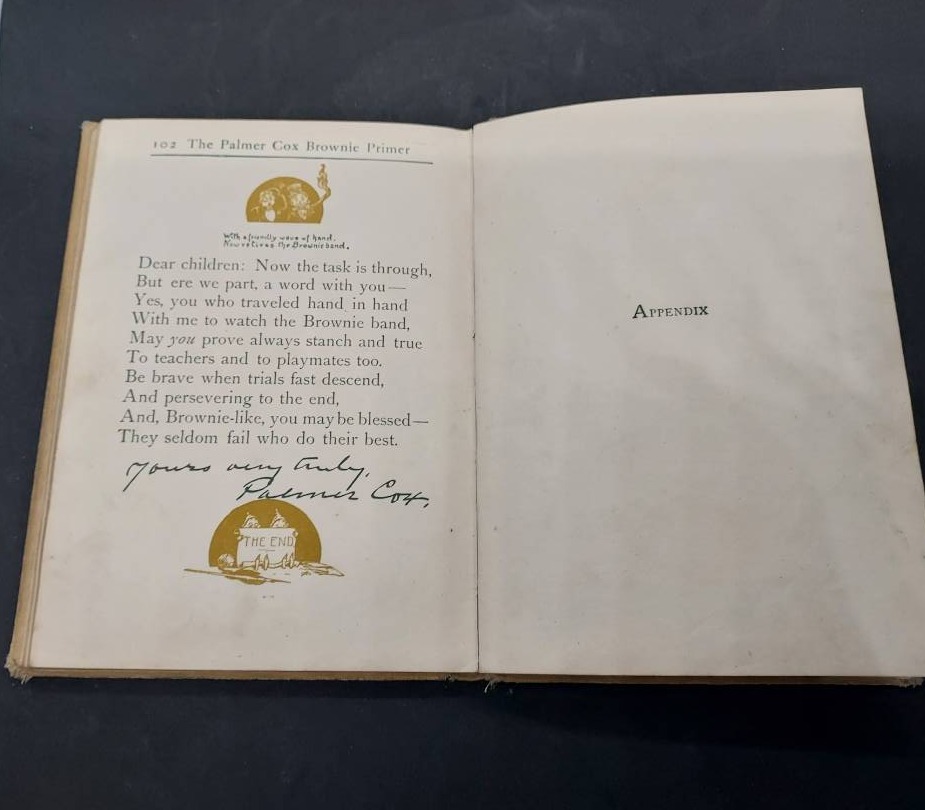 102 The Palmer Cox Brownie Primer
With a friendly wave of hand,
Now retires the Brownie band.
Dear children: Now the task is through,
But ere we part, a word with you—
Yes, you who traveled hand in hand
With me to watch the Brownie band,
May you prove always stanch and true
To teachers and to playmates too.
Be brave when trials fast descend,
And persevering to the end,
And, Brownie-like, you may be blessed—
They seldom fail who do their best.
Yours very truly,
Palmer Cox.
THE END
APPENDIX